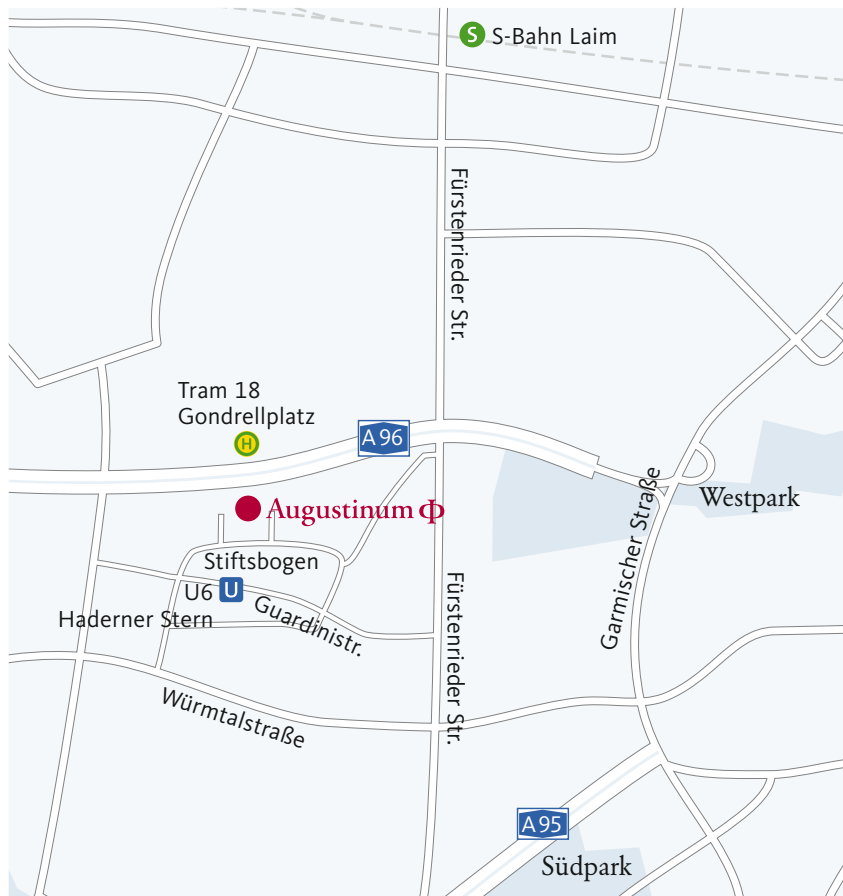 S
S-Bahn Laim
Fürstenrieder Str.
Tram 18
Gondrellplatz
H
A 96
Augustinum
Westpark
Garmischer Straße
Stiftsbogen
U6
U
Haderner Stern
Guardinistr.
Fürstenrieder Str.
Würmtalstraße
A 95
Südpark